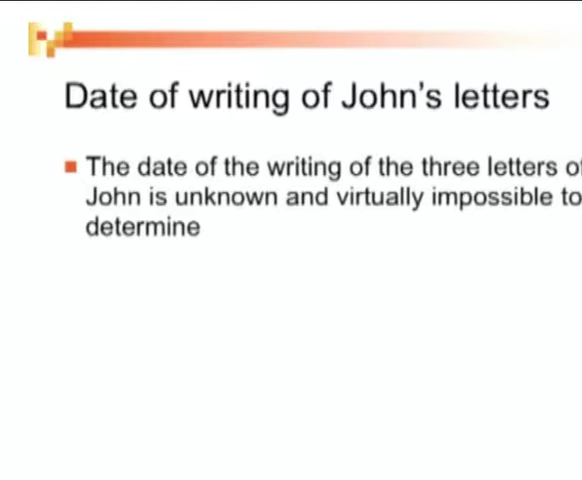 Date of writing of John's letters
The date of the writing of the three letters of
John is unknown and virtually impossible to
determine